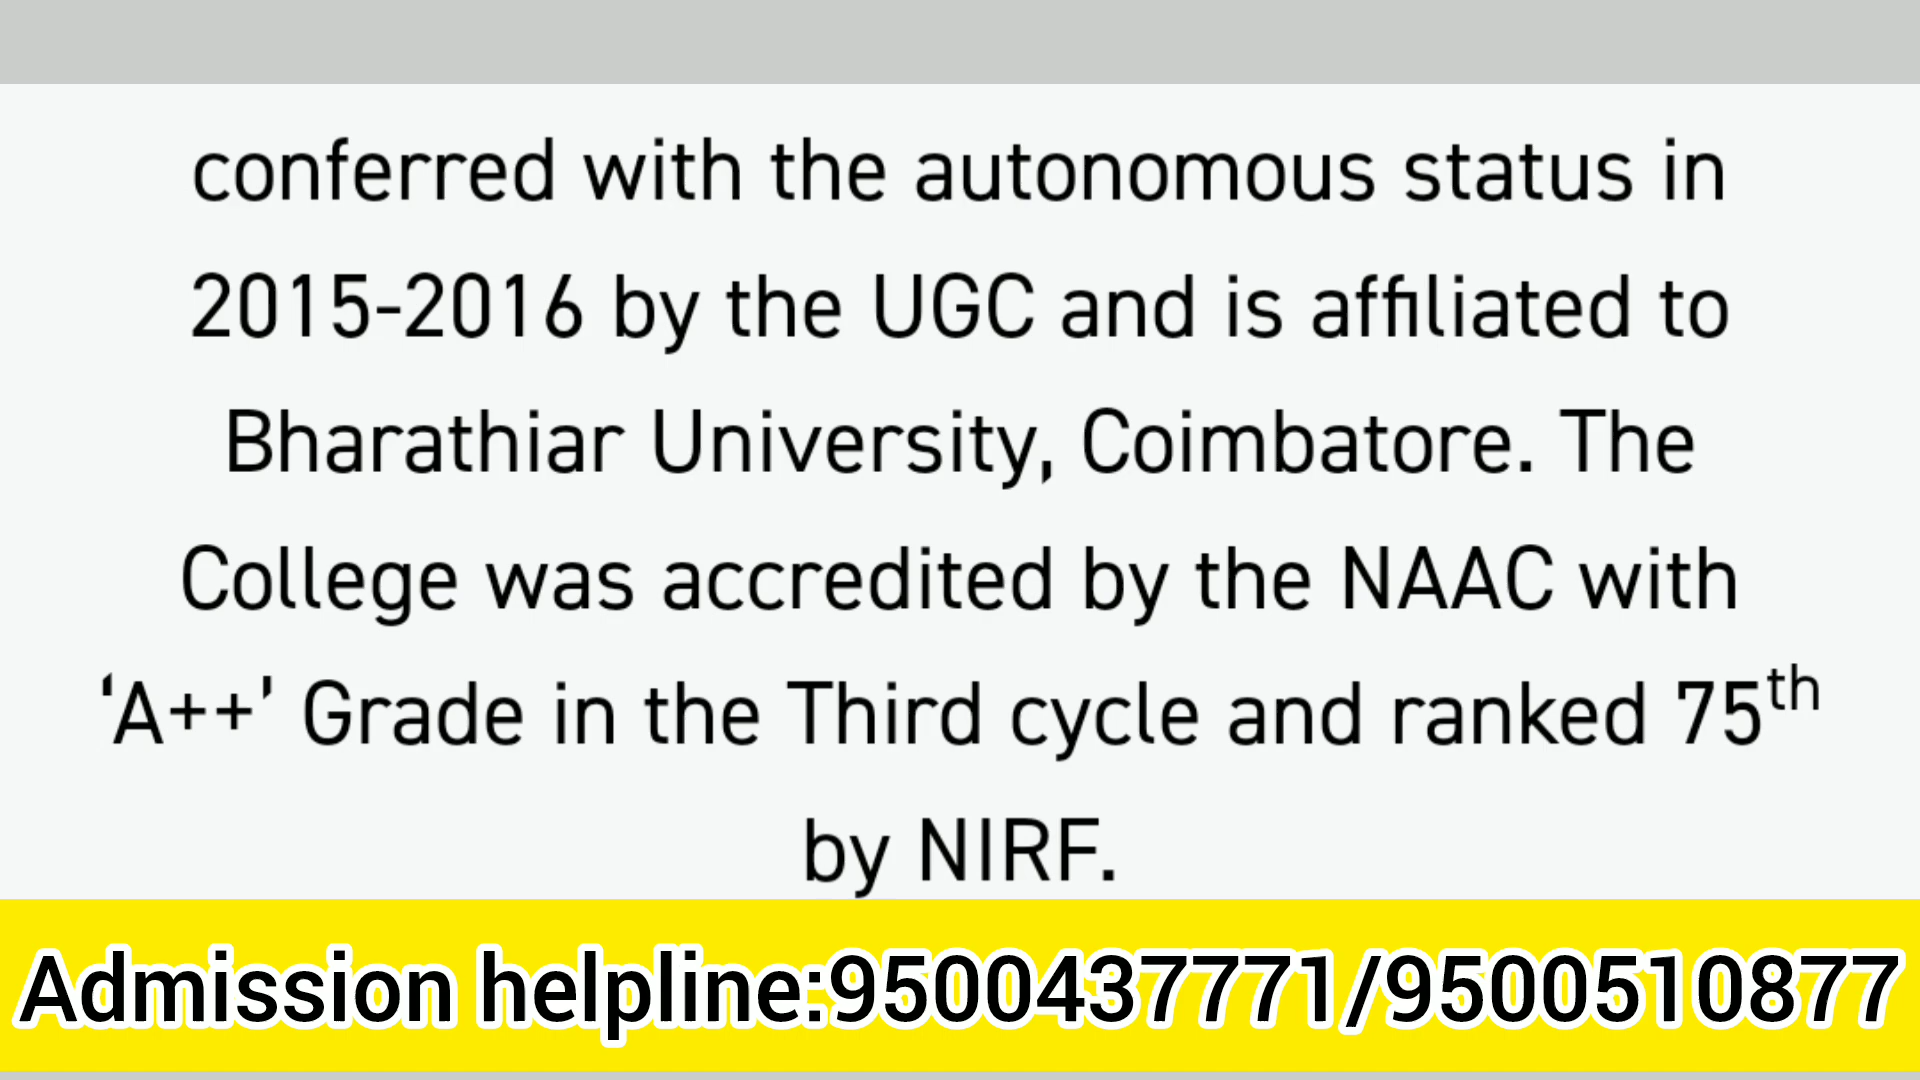 conferred with the autonomous status in
2015-2016 by the UGC and is affiliated to
Bharathiar University, Coimbatore. The
College was accredited by the NAAC with
‘A++’ Grade in the Third cycle and ranked 75th
by NIRF.
Admission helpline:9500437771/9500510877